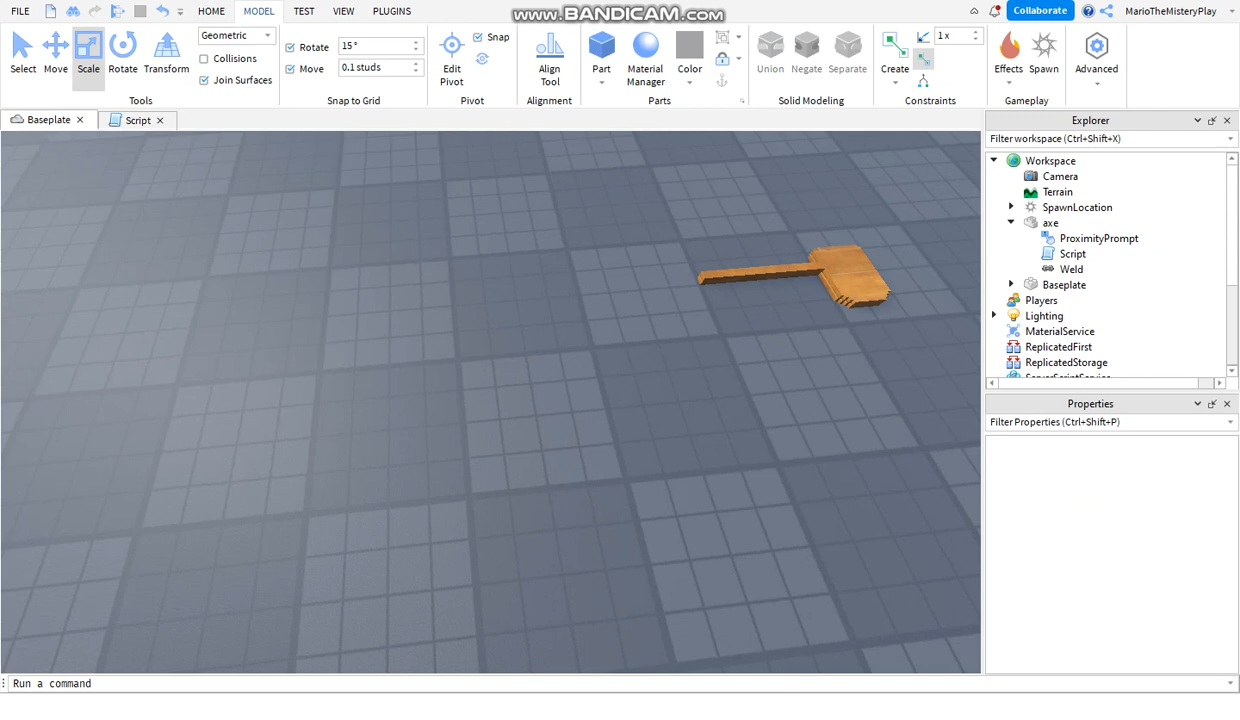 www.BANDICAM.com
FILE HOME MODEL TEST VIEW PLUGINS Collaborate MarioTheMisteryPlay
Select Move Scale Rotate Transform
Geometric
Collisions
Join Surfaces
Tools
Rotate 15°
Move 0.1 studs
Snap to Grid
Edit Pivot
Snap
Pivot
Align Tool
Alignment
Part Material Manager Color
Parts
Union Negate Separate
Solid Modeling
Create
1 x
Constraints
Effects Spawn
Gameplay
Advanced
Baseplate Script
Explorer
Filter workspace (Ctrl+Shift+X)
Workspace
Camera
Terrain
SpawnLocation
axe
ProximityPrompt
Script
Weld
Baseplate
Players
Lighting
MaterialService
ReplicatedFirst
ReplicatedStorage
ServerScriptService
Properties
Filter Properties (Ctrl+Shift+P)
Run a command